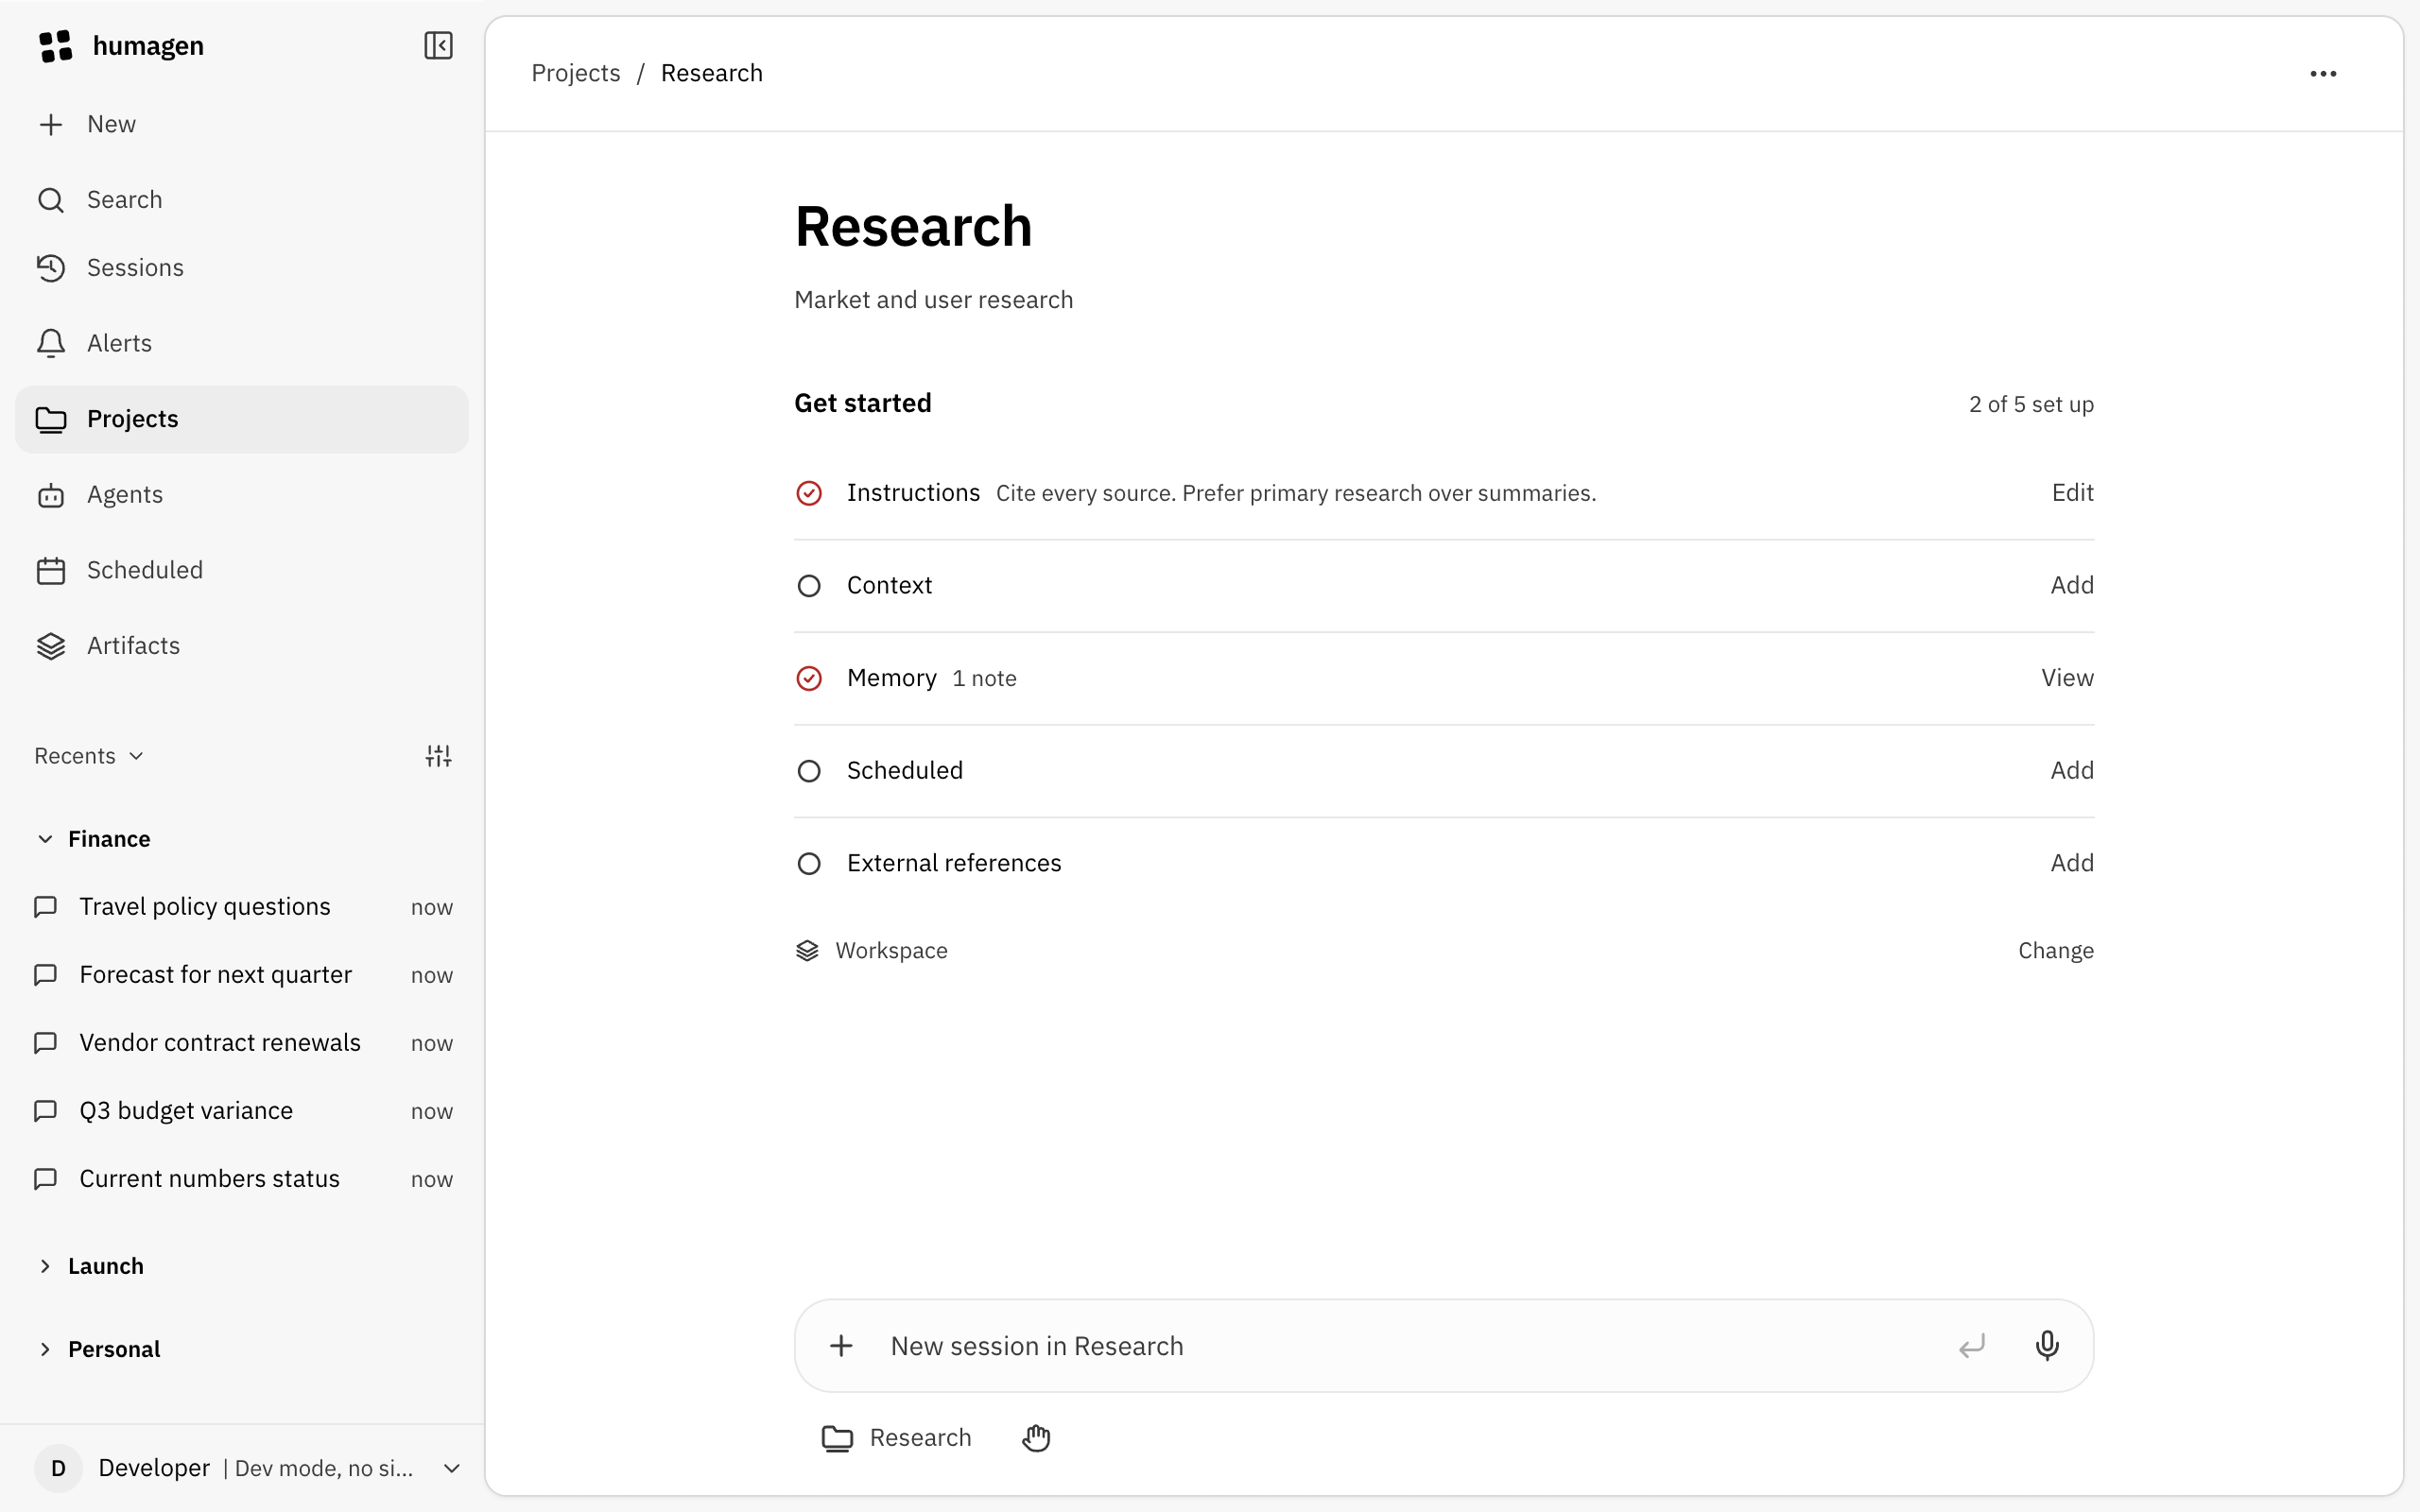 humagen
New
Search
Sessions
Alerts
Projects
Agents
Scheduled
Artifacts
Recents
Finance
Travel policy questions now
Forecast for next quarter now
Vendor contract renewals now
Q3 budget variance now
Current numbers status now
Launch
Personal
D Developer | Dev mode, no si...
Projects / Research
Research
Market and user research
Get started 2 of 5 set up
Instructions Cite every source. Prefer primary research over summaries. Edit
Context Add
Memory 1 note View
Scheduled Add
External references Add
Workspace Change
New session in Research
Research